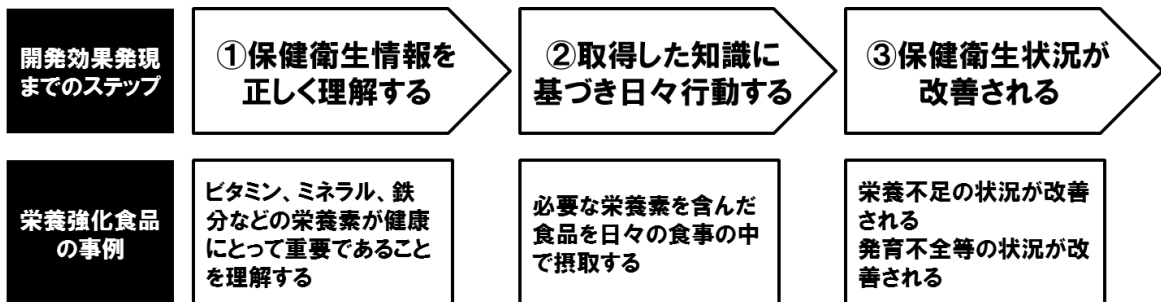 開発効果発現
までのステップ
①保健衛生情報を
正しく理解する
②取得した知識に
基づき日々行動する
③保健衛生状況が
改善される
栄養強化食品
の事例
ビタミン、ミネラル、鉄
分などの栄養素が健康
にとって重要であること
を理解する
必要な栄養素を含んだ
食品を日々の食事の中
で摂取する
栄養不足の状況が改善
される
発育不全等の状況が改
善される